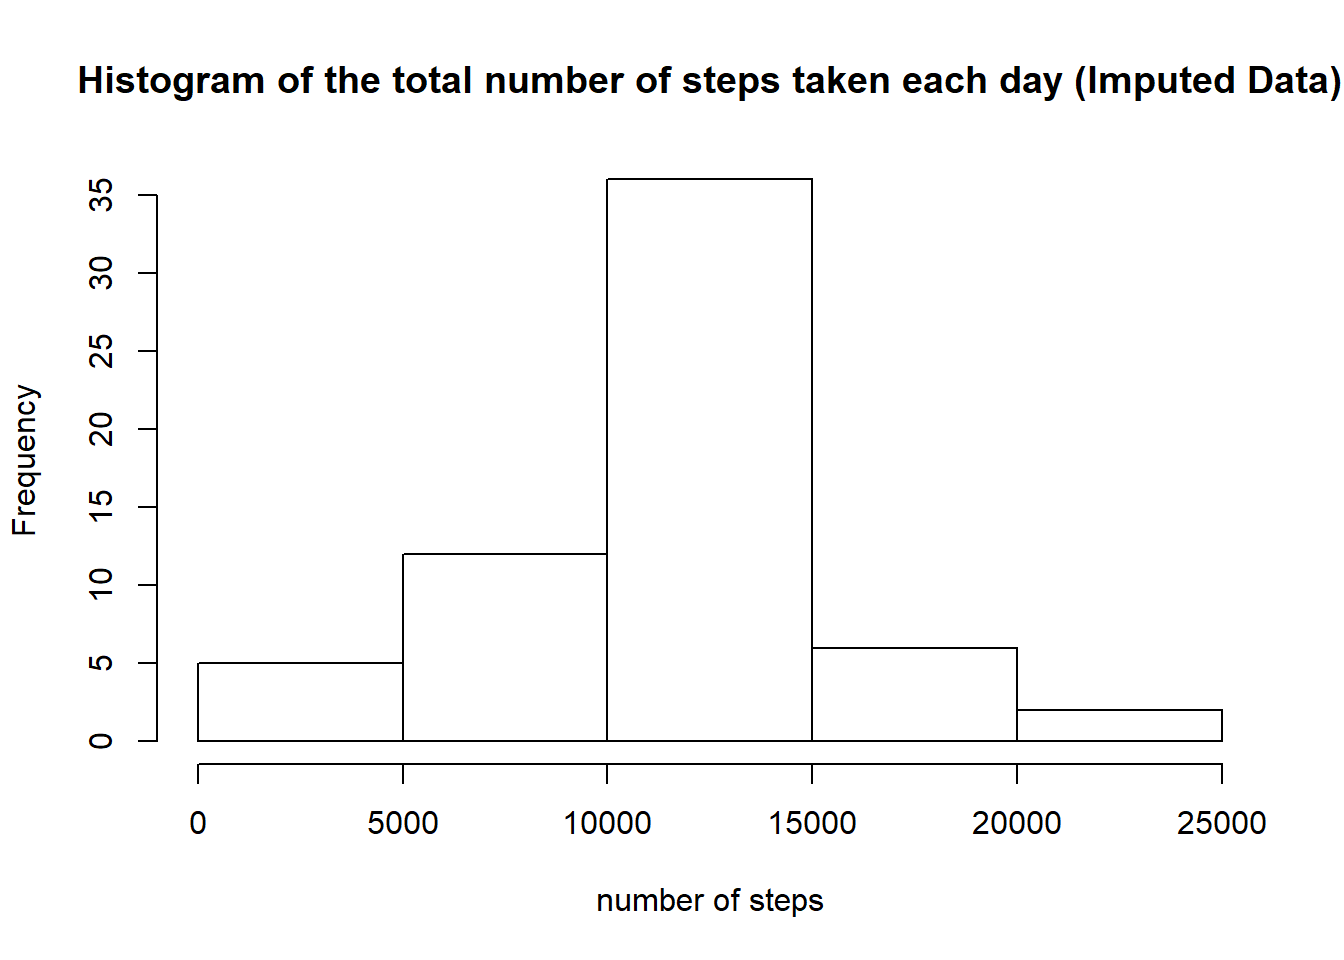 Histogram of the total number of steps taken each day (Imputed Data)
35
30
25
20
15
10
5
0
Frequency
0 5000 10000 15000 20000 25000
number of steps